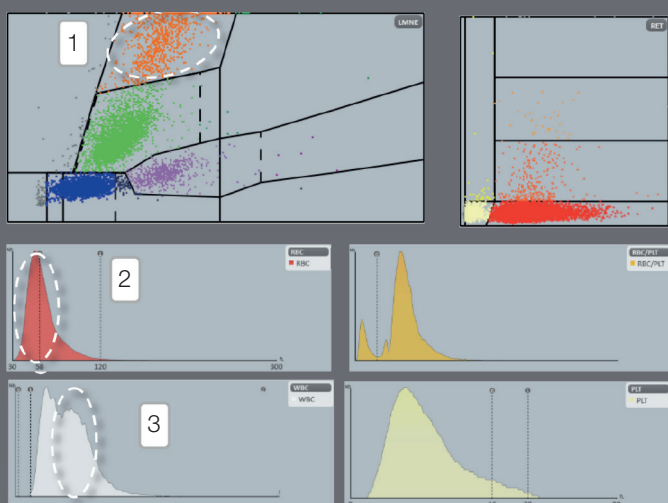 1
LMNE
RET
2
RBC
RBC
30
58
120
300
RBC/PLT
RBC/PLT
3
WBC
WBC
PLT
PLT